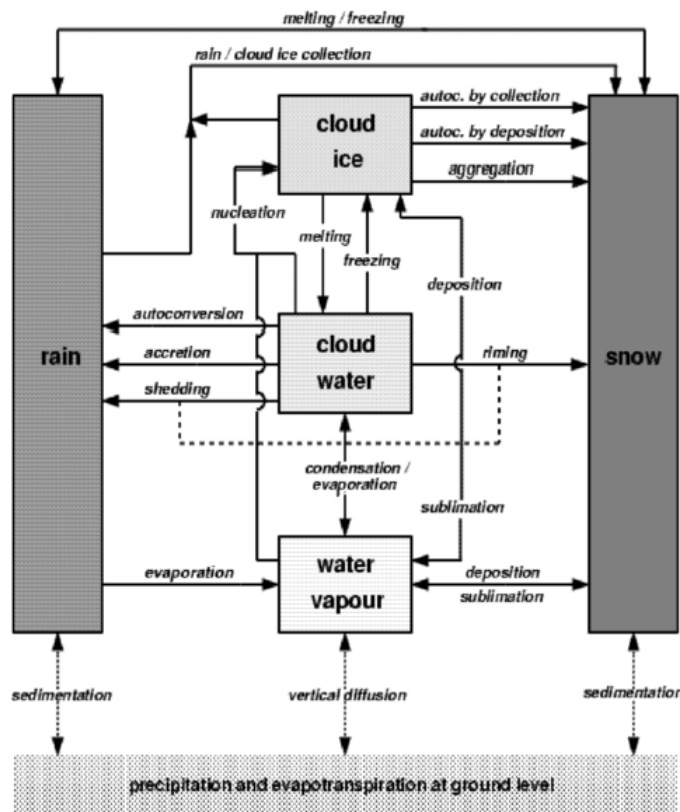 melting / freezing
rain / cloud ice collection
cloud
ice
autoc. by collection
autoc. by deposition
aggregation
nucleation
melting
freezing
deposition
autoconversion
rain
accretion
cloud
water
riming
snow
shedding
condensation /
evaporation
sublimation
evaporation
water
vapour
deposition
sublimation
sedimentation
vertical diffusion
sedimentation
precipitation and evapotranspiration at ground level